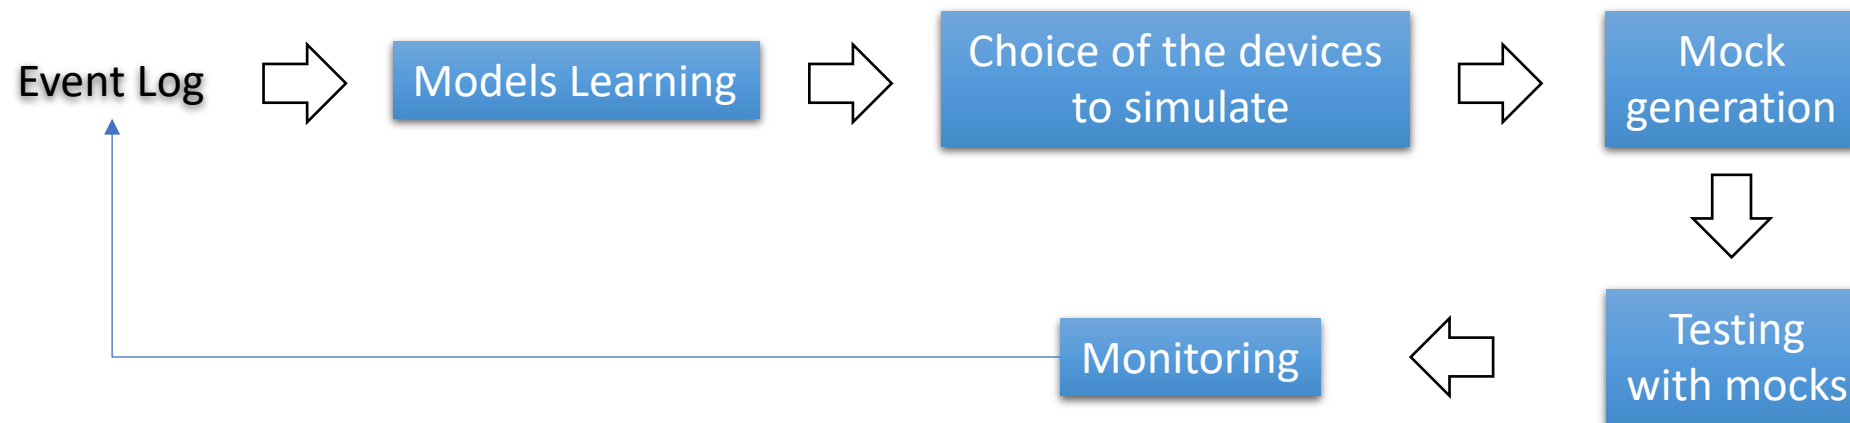 Event Log
Models Learning
Choice of the devices
to simulate
Mock
generation
Testing
with mocks
Monitoring